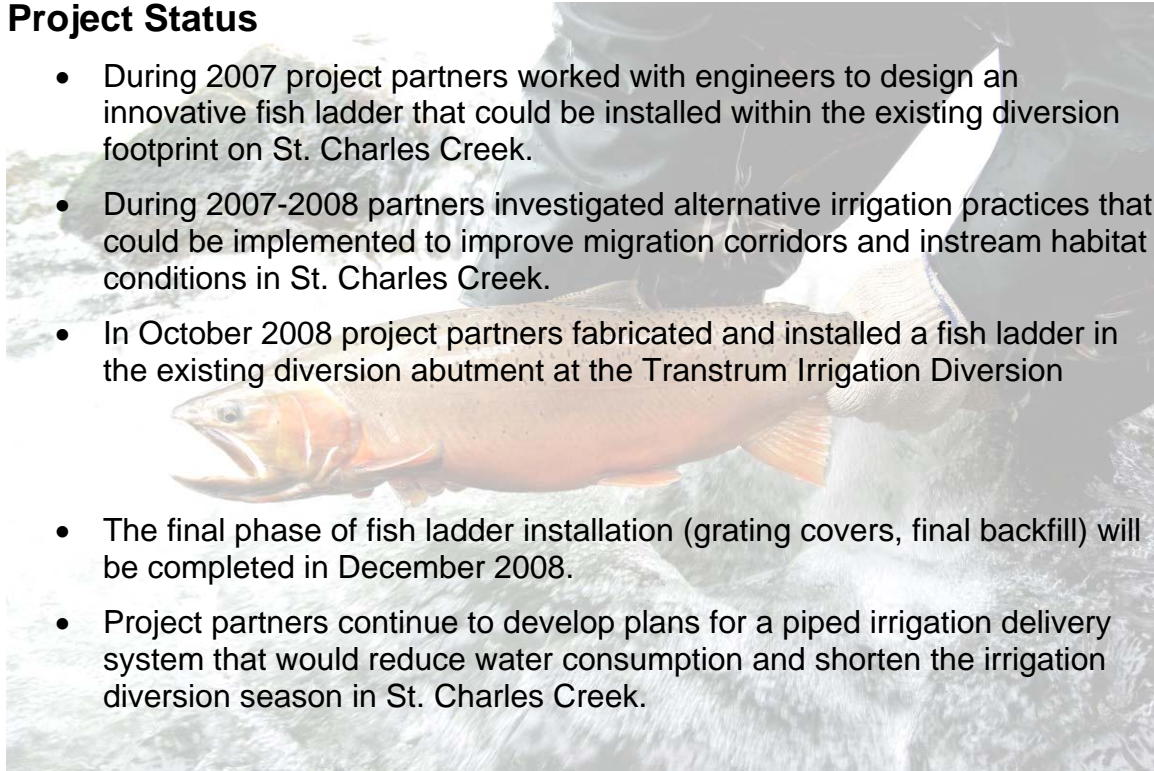 Project Status
• During 2007 project partners worked with engineers to design an
innovative fish ladder that could be installed within the existing diversion
footprint on St. Charles Creek.
• During 2007-2008 partners investigated alternative irrigation practices that
could be implemented to improve migration corridors and instream habitat
conditions in St. Charles Creek.
• In October 2008 project partners fabricated and installed a fish ladder in
the existing diversion abutment at the Transtrum Irrigation Diversion
• The final phase of fish ladder installation (grating covers, final backfill) will
be completed in December 2008.
• Project partners continue to develop plans for a piped irrigation delivery
system that would reduce water consumption and shorten the irrigation
diversion season in St. Charles Creek.